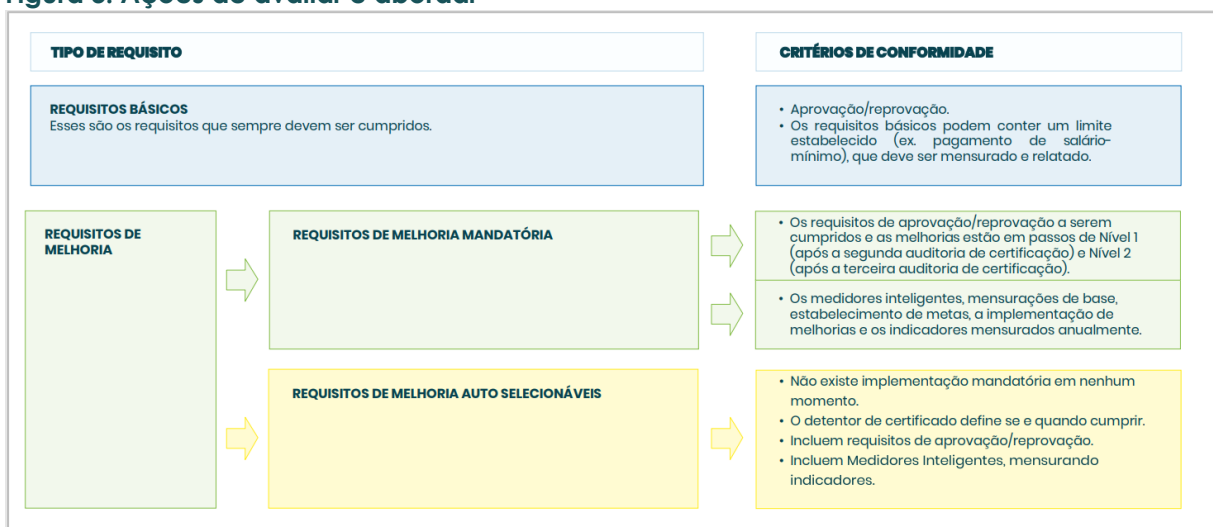 Figura 3. Ações de avaliar e abordar
TIPO DE REQUISITO
CRITÉRIOS DE CONFORMIDADE
REQUISITOS BÁSICOS
Esses são os requisitos que sempre devem ser cumpridos.
• Aprovação/reprovação.
• Os requisitos básicos podem conter um limite
estabelecido (ex. pagamento de salário-
mínimo), que deve ser mensurado e relatado.
REQUISITOS DE
MELHORIA
REQUISITOS DE MELHORIA MANDATÓRIA
• Os requisitos de aprovação/reprovação a serem
cumpridos e as melhorias estão em passos de Nível 1
(após a segunda auditoria de certificação) e Nível 2
(após a terceira auditoria de certificação).
• Os medidores inteligentes, mensurações de base,
estabelecimento de metas, a implementação de
melhorias e os indicadores mensurados anualmente.
REQUISITOS DE MELHORIA AUTO SELECIONÁVEIS
• Não existe implementação mandatória em nenhum
momento.
• O detentor de certificado define se e quando cumprir.
• Incluem requisitos de aprovação/reprovação.
• Incluem Medidores Inteligentes, mensurando
indicadores.